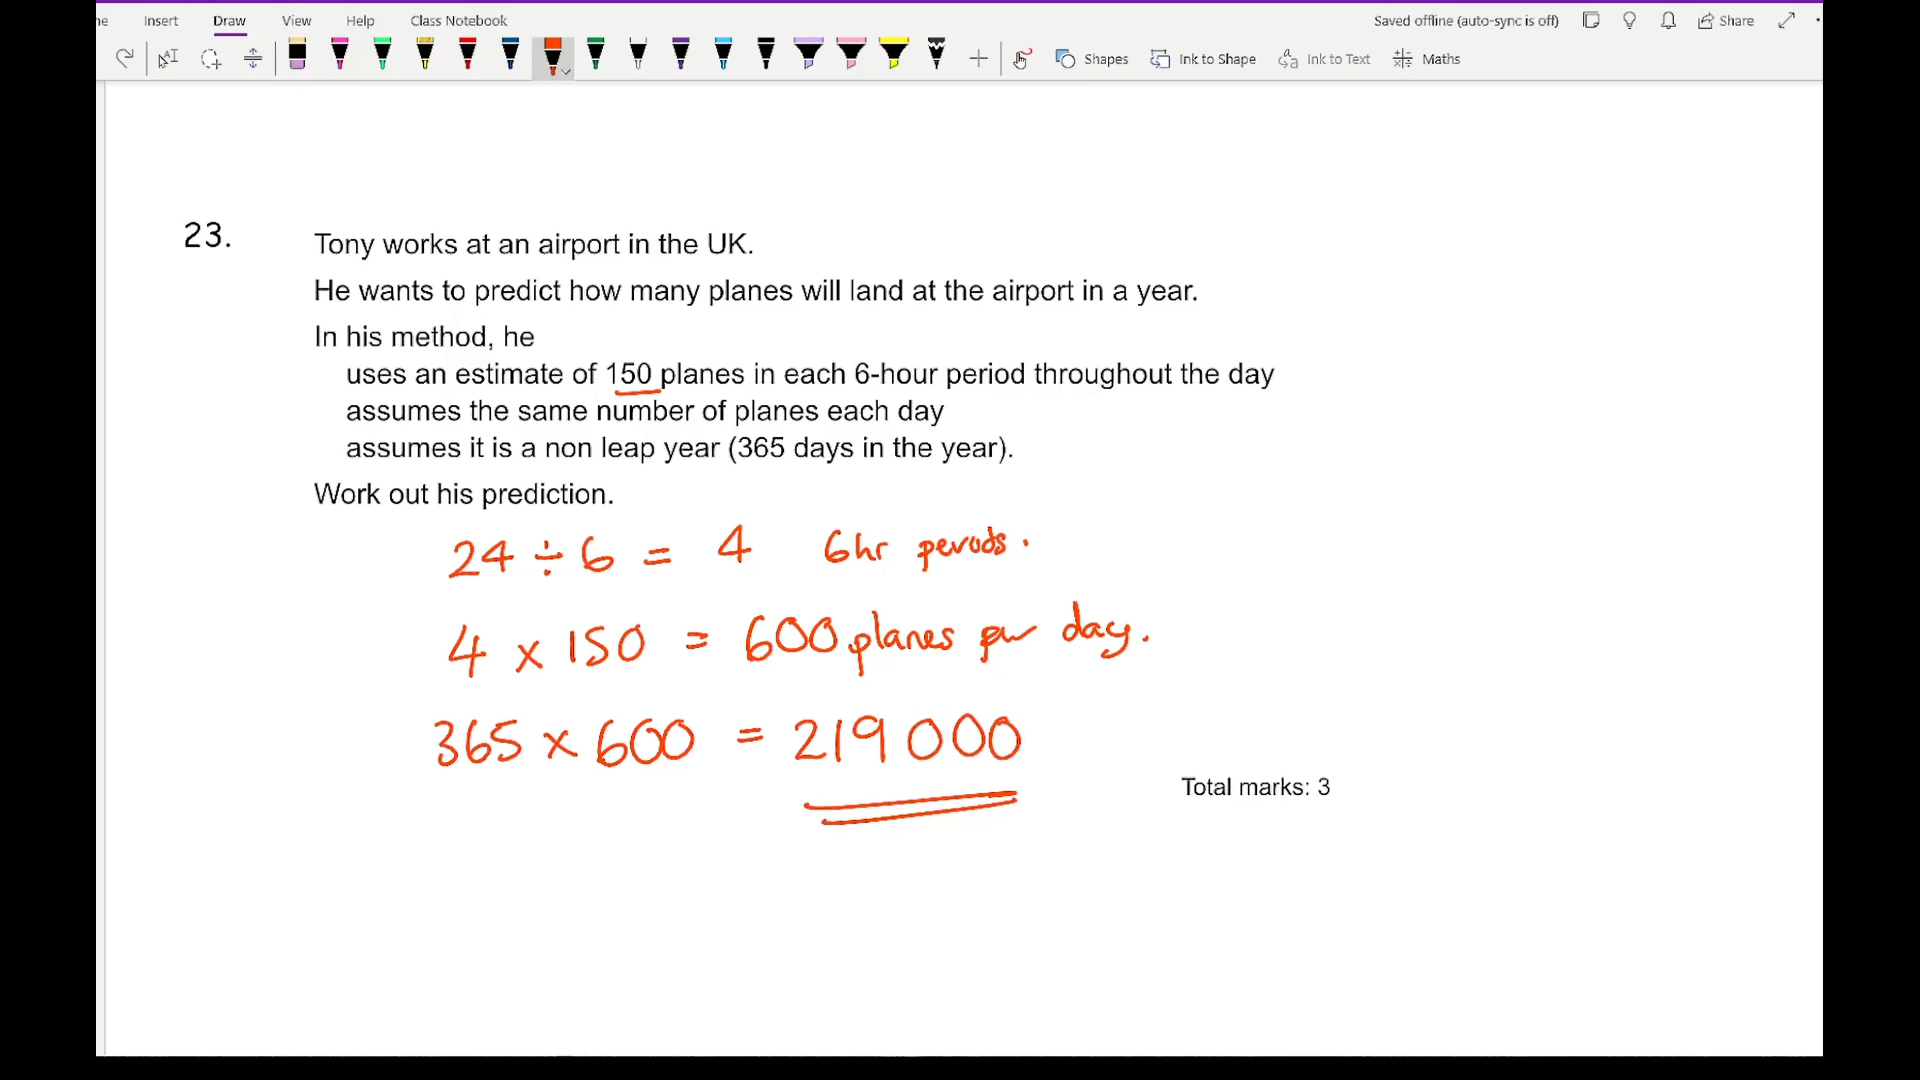 Insert Draw View Help Class Notebook Saved offline (auto-sync is off) Share
Shapes Ink to Shape Ink to Text Maths
23. Tony works at an airport in the UK.
He wants to predict how many planes will land at the airport in a year.
In his method, he
uses an estimate of 150 planes in each 6-hour period throughout the day
assumes the same number of planes each day
assumes it is a non leap year (365 days in the year).
Work out his prediction.
24 ÷ 6 = 4 6hr periods.
4 × 150 = 600 planes per day.
365 × 600 = 219 000
Total marks: 3